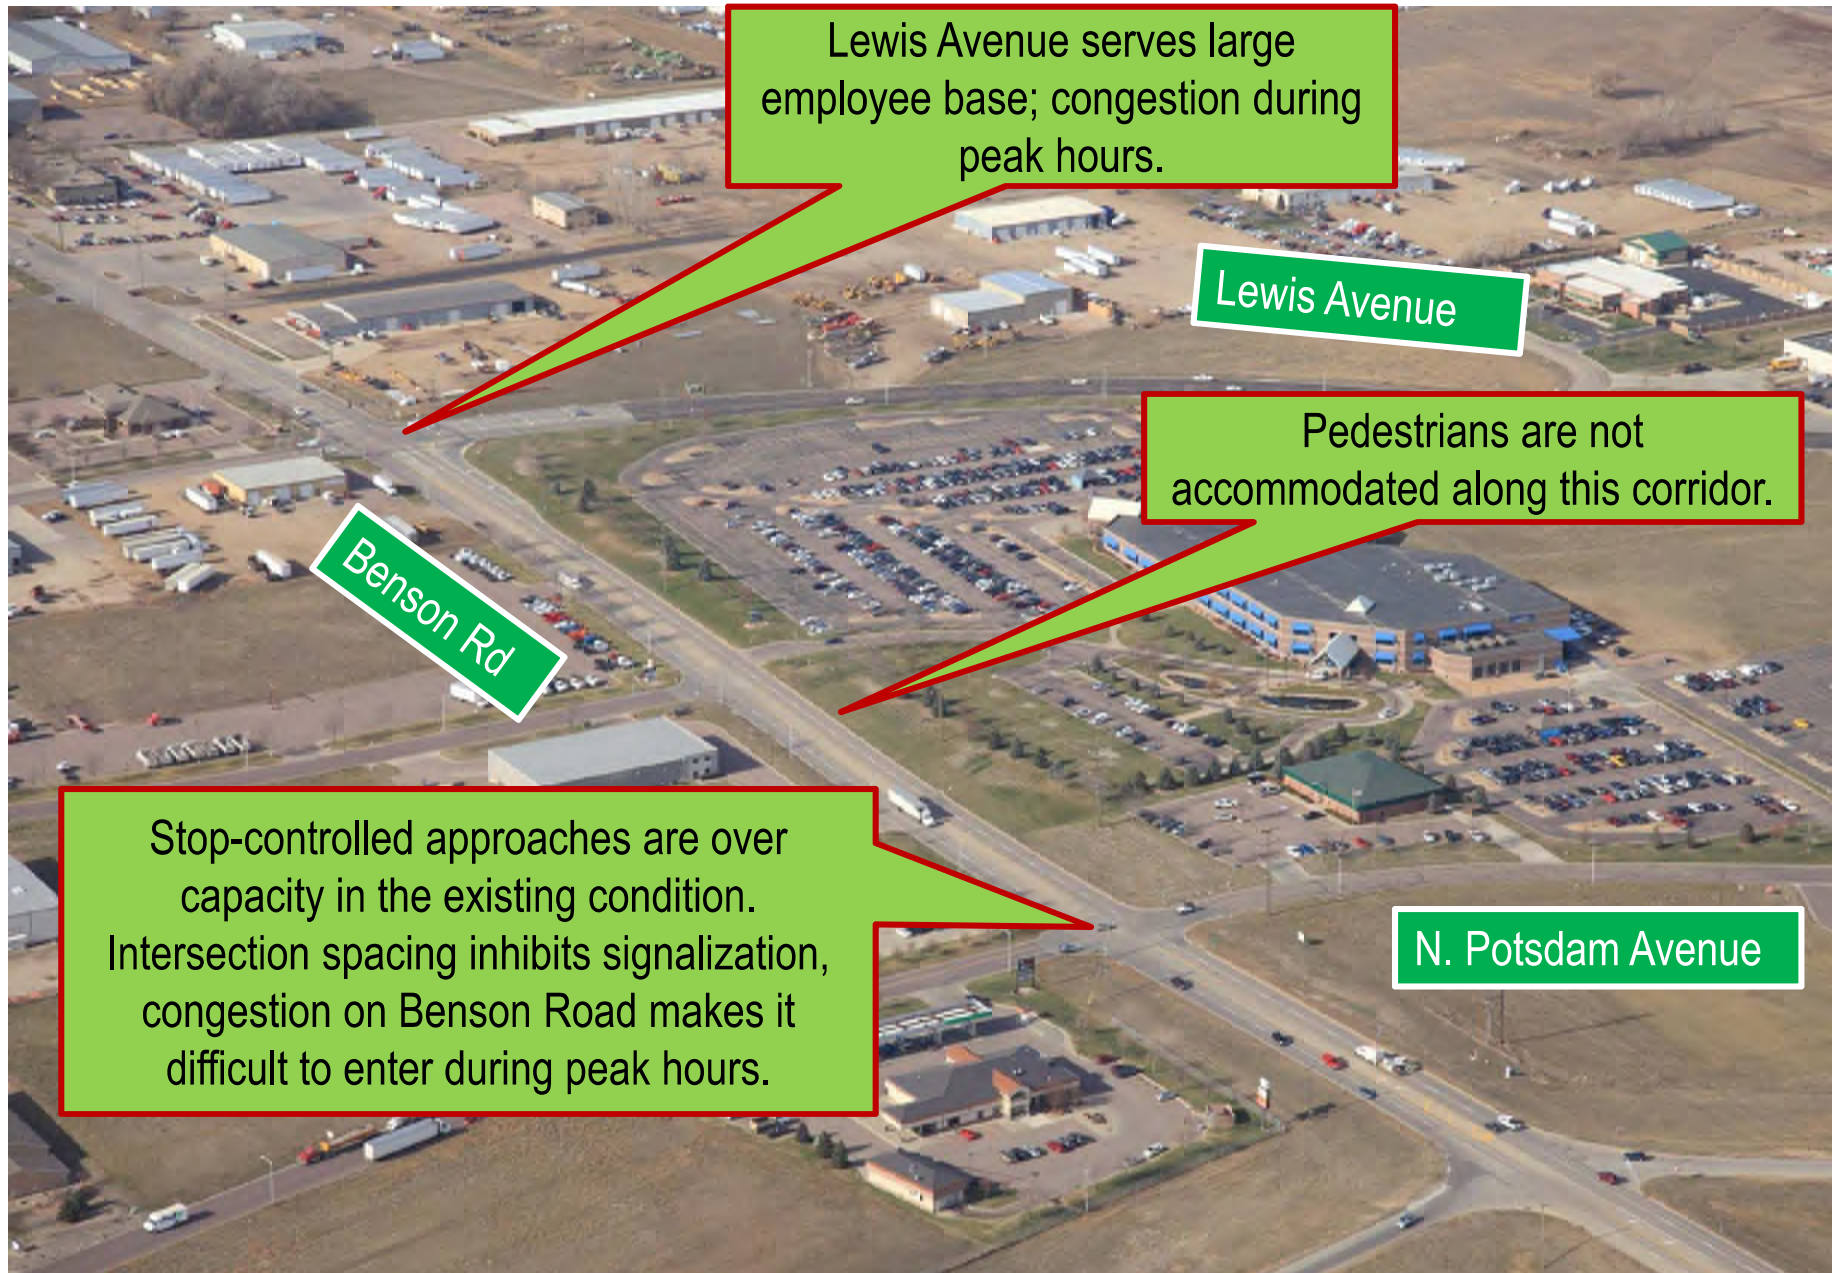 Lewis Avenue serves large
employee base; congestion during
peak hours.
Lewis Avenue
Pedestrians are not
accommodated along this corridor.
Benson Rd
Stop-controlled approaches are over
capacity in the existing condition.
Intersection spacing inhibits signalization,
congestion on Benson Road makes it
difficult to enter during peak hours.
N. Potsdam Avenue